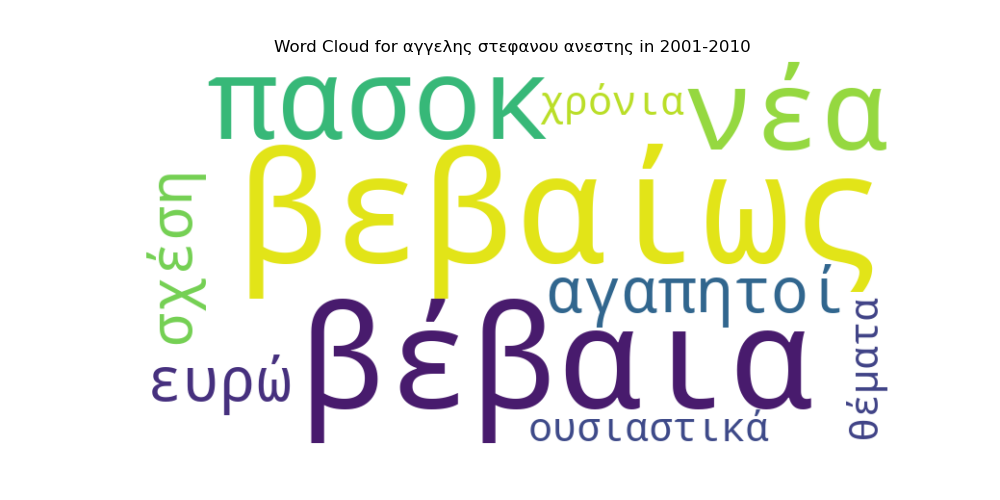 Word Cloud for αγγελης στεφανου ανεστης in 2001-2010
πασοκ
χρόνια
νέα
βεβαίως
σχέση
αγαπητοί
βέβαια
ευρώ
θέματα
ουσιαστικά